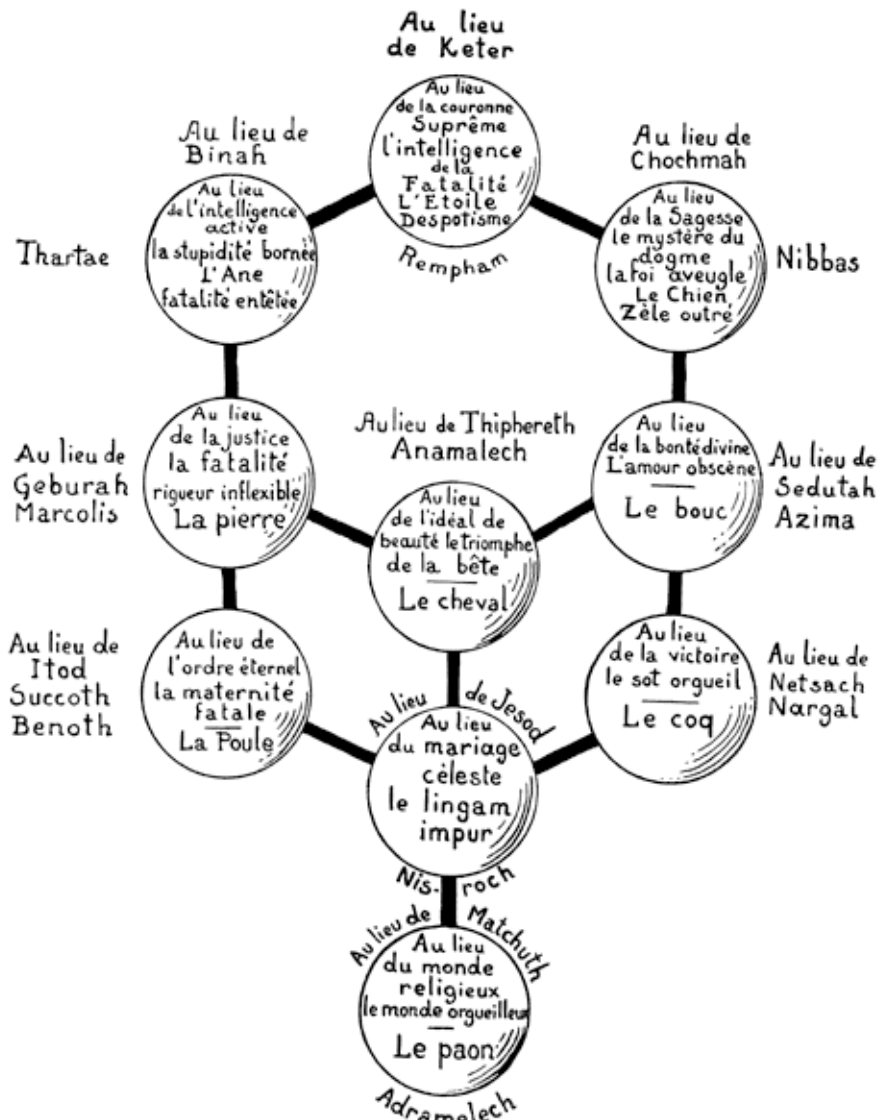 Au lieu
de Keter
Au lieu
de la couronne
Suprême
l'intelligence
de la
Fatalité
L'Etoile
Despotisme
Rempham
Au lieu de
Binah
Au lieu
de l'intelligence
active
la stupidité bornée
L'Ane
fatalité entêtée
Thartae
Au lieu de
Chochmah
Au lieu
de la Sagesse
le mystère du
dogme
la foi aveugle
Le Chien
Zèle outré
Nibbas
Au lieu de
Geburah
Marcolis
Au lieu
de la justice
la fatalité
rigueur inflexible
La pierre
Au lieu de Thiphereth
Anamalech
Au lieu
de l'idéal de
beauté le triomphe
de la bête
Le cheval
Au lieu
de la bonté divine
L'amour obscène
Le bouc
Au lieu de
Sedutah
Azima
Au lieu de
Itod
Succoth
Benoth
Au lieu de
l'ordre éternel
la maternité
fatale
La Poule
Au lieu de Jesod
Au lieu
du mariage
céleste
le lingam
impur
Nis-roch
Au lieu
de la victoire
le sot orgueil
Le coq
Au lieu de
Netsach
Nargal
Au lieu de Matchuth
Au lieu
du monde
religieux
le monde orgueilleux
Le paon
Adramelech